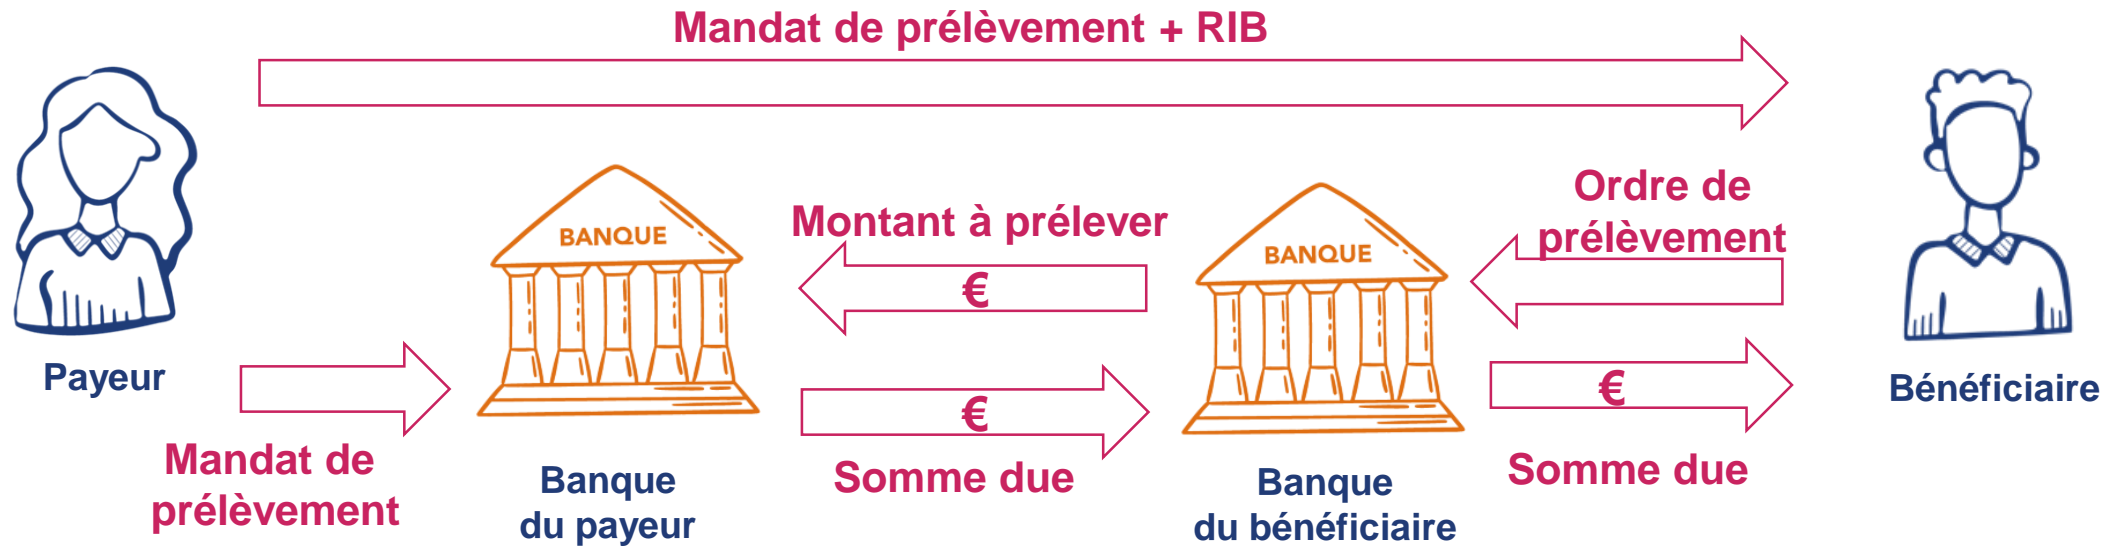 Mandat de prélèvement + RIB
Ordre de
prélèvement
Montant à prélever
BANQUE
BANQUE
€
€
€
Payeur
Bénéficiaire
Mandat de
prélèvement
Somme due
Somme due
Banque
du payeur
Banque
du bénéficiaire